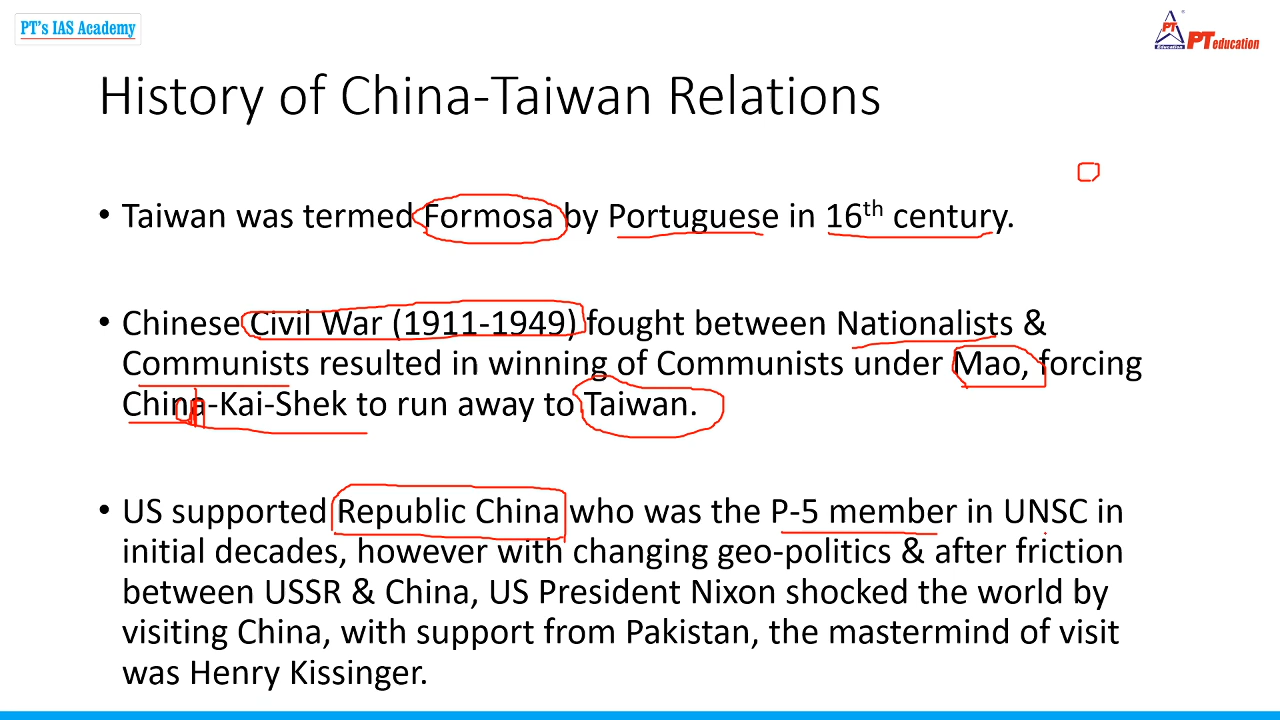 PT's IAS Academy
PT
Education
PT education
History of China-Taiwan Relations
• Taiwan was termed Formosa by Portuguese in 16th century.
• Chinese Civil War (1911-1949) fought between Nationalists &
Communists resulted in winning of Communists under Mao, forcing
China-Kai-Shek to run away to Taiwan.
• US supported Republic China who was the P-5 member in UNSC in
initial decades, however with changing geo-politics & after friction
between USSR & China, US President Nixon shocked the world by
visiting China, with support from Pakistan, the mastermind of visit
was Henry Kissinger.